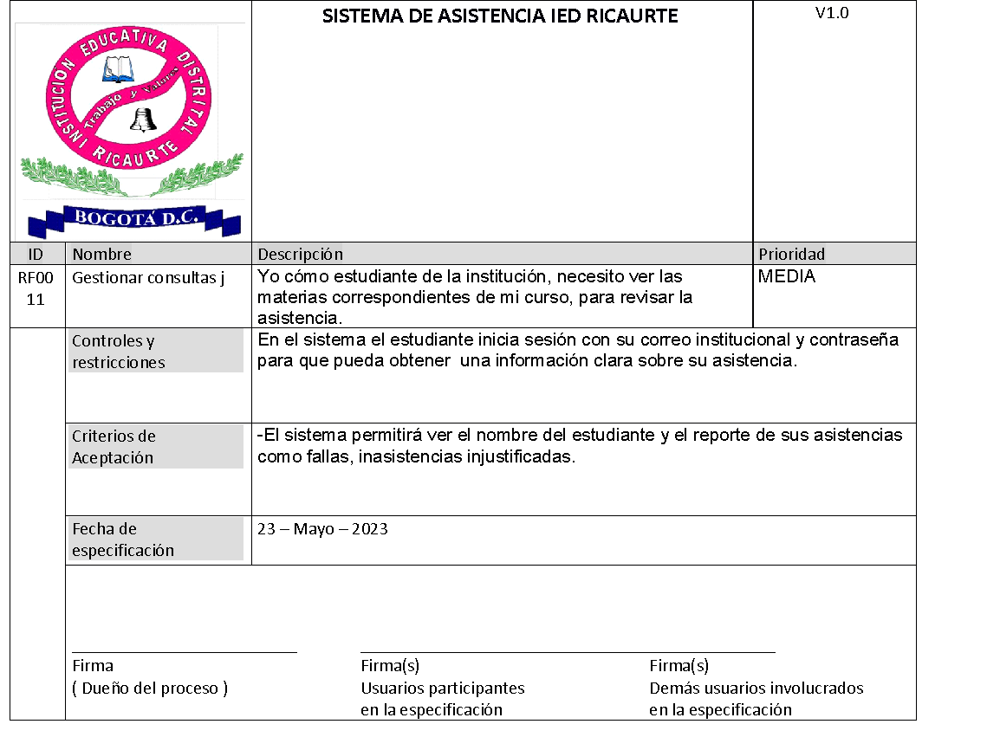 SISTEMA DE ASISTENCIA IED RICAURTE
V1.0
INSTITUCIÓN EDUCATIVA DISTRITAL
RICAURTE
Trabajo y Valores
BOGOTÁ D.C.
ID
Nombre
Descripción
Prioridad
RF00
11
Gestionar consultas j
Yo cómo estudiante de la institución, necesito ver las
materias correspondientes de mi curso, para revisar la
asistencia.
MEDIA
Controles y
restricciones
En el sistema el estudiante inicia sesión con su correo institucional y contraseña
para que pueda obtener  una información clara sobre su asistencia.
Criterios de
Aceptación
-El sistema permitirá ver el nombre del estudiante y el reporte de sus asistencias
como fallas, inasistencias injustificadas.
Fecha de
especificación
23 – Mayo – 2023
Firma
( Dueño del proceso )
Firma(s)
Usuarios participantes
en la especificación
Firma(s)
Demás usuarios involucrados
en la especificación